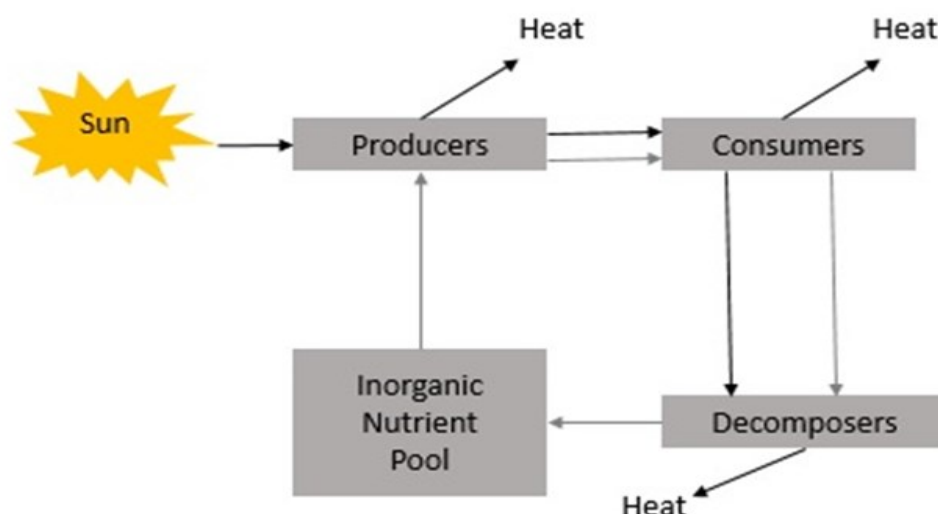 Heat
Heat
Sun
Producers
Consumers
Inorganic
Nutrient
Pool
Decomposers
Heat